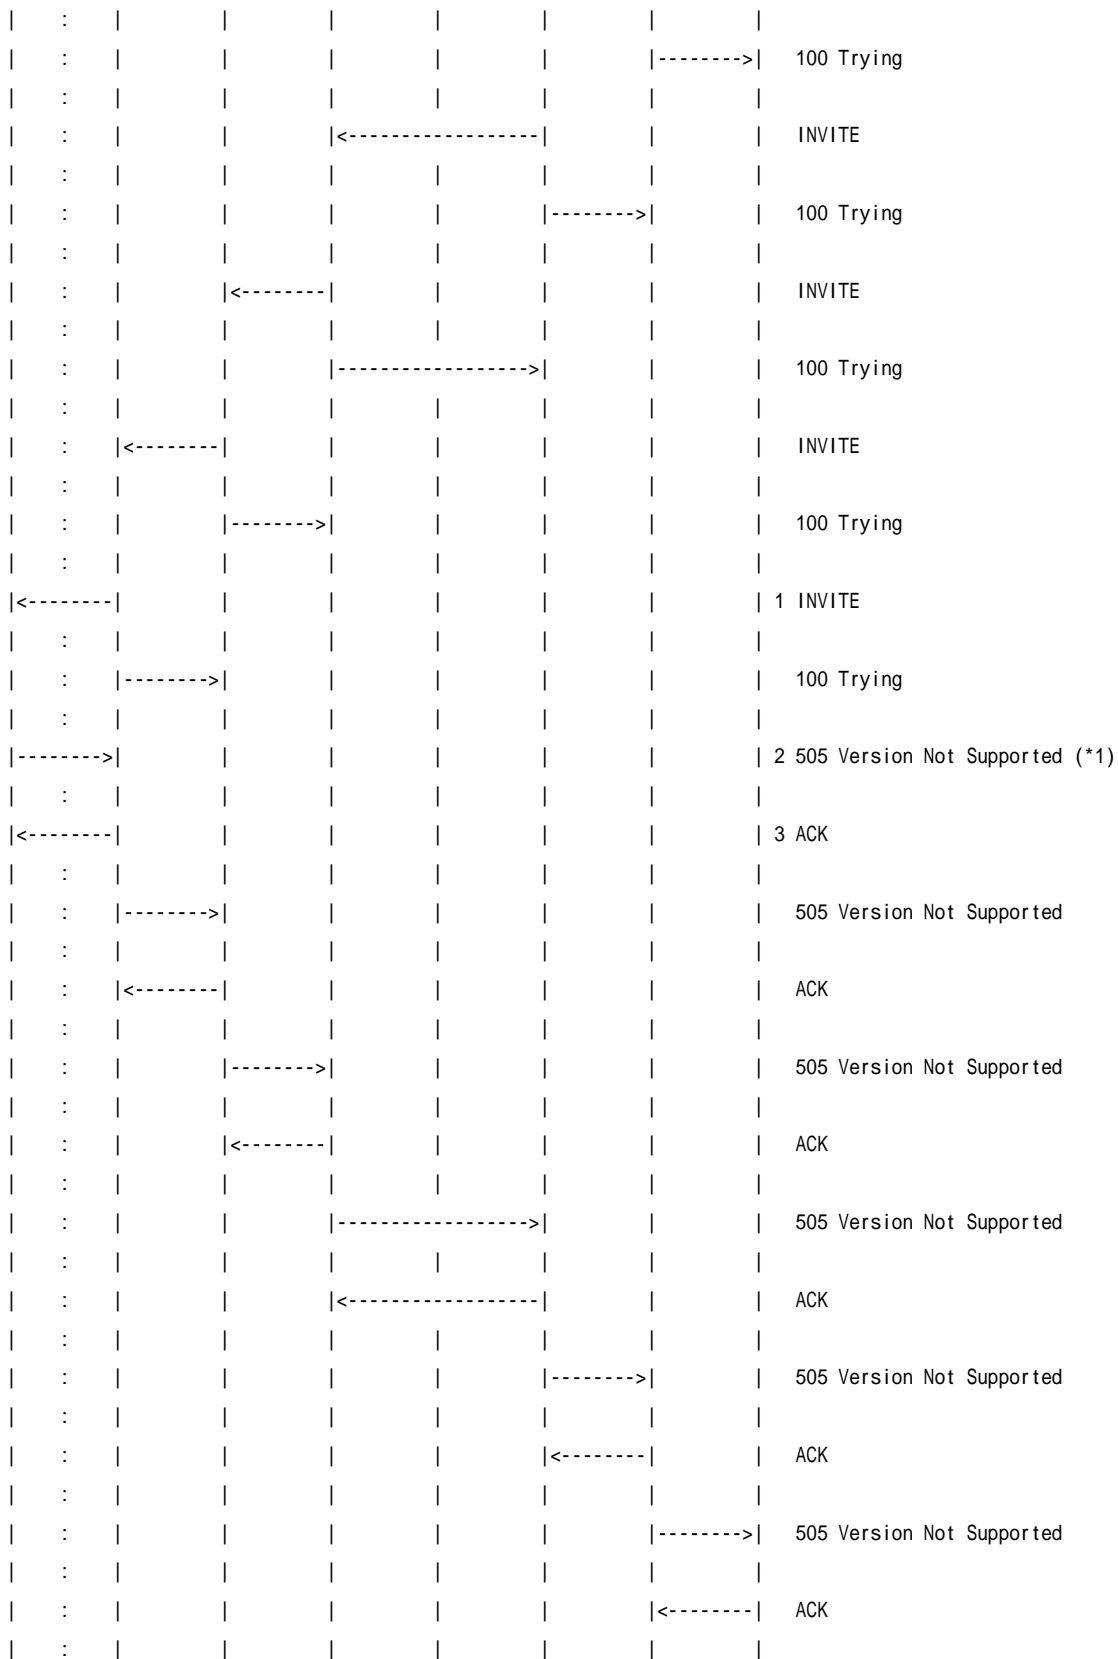 |    :    |         |         |         |         |         |         |
|    :    |         |         |         |         |         |-------->|   100 Trying
|    :    |         |         |         |         |         |         |
|    :    |         |         |<------------------|         |         |   INVITE
|    :    |         |         |         |         |         |         |
|    :    |         |         |         |         |-------->|         |   100 Trying
|    :    |         |         |         |         |         |         |
|    :    |         |<--------|         |         |         |         |   INVITE
|    :    |         |         |         |         |         |         |
|    :    |         |         |------------------>|         |         |   100 Trying
|    :    |         |         |         |         |         |         |
|    :    |<--------|         |         |         |         |         |   INVITE
|    :    |         |         |         |         |         |         |
|    :    |         |-------->|         |         |         |         |   100 Trying
|    :    |         |         |         |         |         |         |
|<--------|         |         |         |         |         |         | 1 INVITE
|    :    |         |         |         |         |         |         |
|    :    |-------->|         |         |         |         |         |   100 Trying
|    :    |         |         |         |         |         |         |
|-------->|         |         |         |         |         |         | 2 505 Version Not Supported (*1)
|    :    |         |         |         |         |         |         |
|<--------|         |         |         |         |         |         | 3 ACK
|    :    |         |         |         |         |         |         |
|    :    |-------->|         |         |         |         |         |   505 Version Not Supported
|    :    |         |         |         |         |         |         |
|    :    |<--------|         |         |         |         |         |   ACK
|    :    |         |         |         |         |         |         |
|    :    |         |-------->|         |         |         |         |   505 Version Not Supported
|    :    |         |         |         |         |         |         |
|    :    |         |<--------|         |         |         |         |   ACK
|    :    |         |         |         |         |         |         |
|    :    |         |         |------------------>|         |         |   505 Version Not Supported
|    :    |         |         |         |         |         |         |
|    :    |         |         |<------------------|         |         |   ACK
|    :    |         |         |         |         |         |         |
|    :    |         |         |         |         |-------->|         |   505 Version Not Supported
|    :    |         |         |         |         |         |         |
|    :    |         |         |         |         |<--------|         |   ACK
|    :    |         |         |         |         |         |         |
|    :    |         |         |         |         |         |-------->|   505 Version Not Supported
|    :    |         |         |         |         |         |         |
|    :    |         |         |         |         |         |<--------|   ACK
|    :    |         |         |         |         |         |         |